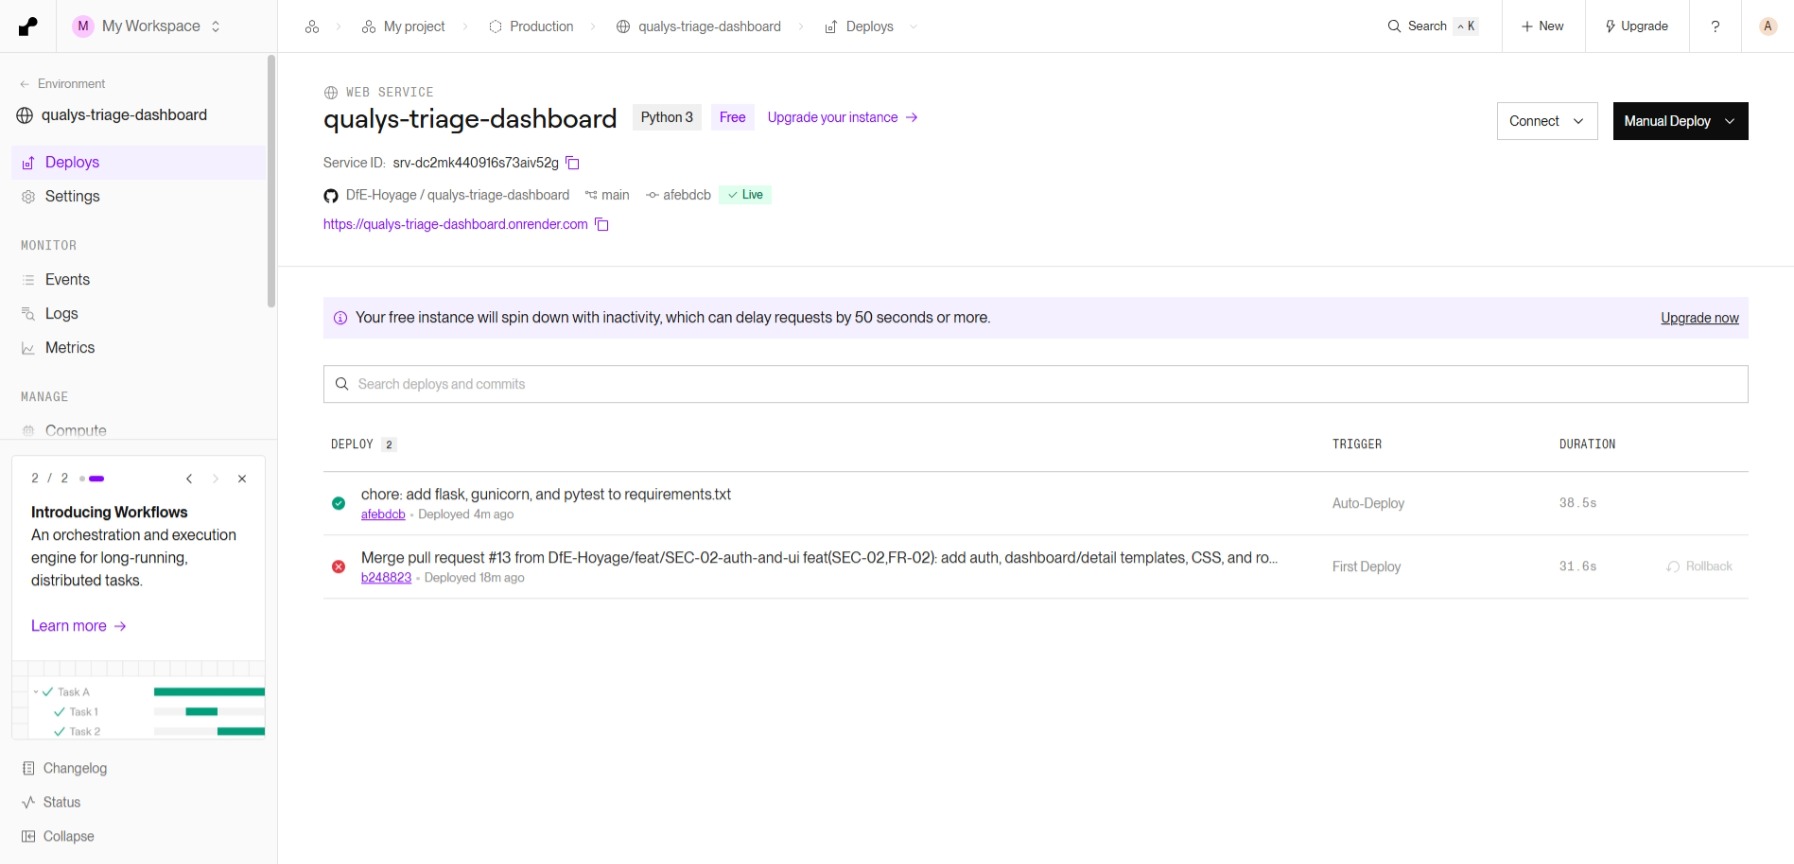 M My Workspace
My project
Production
qualys-triage-dashboard
Deploys
Search ^ K
+ New
Upgrade
?
A
← Environment
qualys-triage-dashboard
Deploys
Settings
MONITOR
Events
Logs
Metrics
MANAGE
Compute
2 / 2
Introducing Workflows
An orchestration and execution
engine for long-running,
distributed tasks.
Learn more →
Task A
Task 1
Task 2
Changelog
Status
Collapse
WEB SERVICE
qualys-triage-dashboard Python 3 Free Upgrade your instance →
Connect
Manual Deploy
Service ID: srv-dc2mk440916s73aiv52g
DfE-Hoyage / qualys-triage-dashboard main afebdcb Live
https://qualys-triage-dashboard.onrender.com
Your free instance will spin down with inactivity, which can delay requests by 50 seconds or more. Upgrade now
Search deploys and commits
DEPLOY 2 TRIGGER DURATION
chore: add flask, gunicorn, and pytest to requirements.txt
afebdcb • Deployed 4m ago
Auto-Deploy 38.5s
Merge pull request #13 from DfE-Hoyage/feat/SEC-02-auth-and-ui feat(SEC-02,FR-02): add auth, dashboard/detail templates, CSS, and ro...
b248823 • Deployed 18m ago
First Deploy 31.6s Rollback